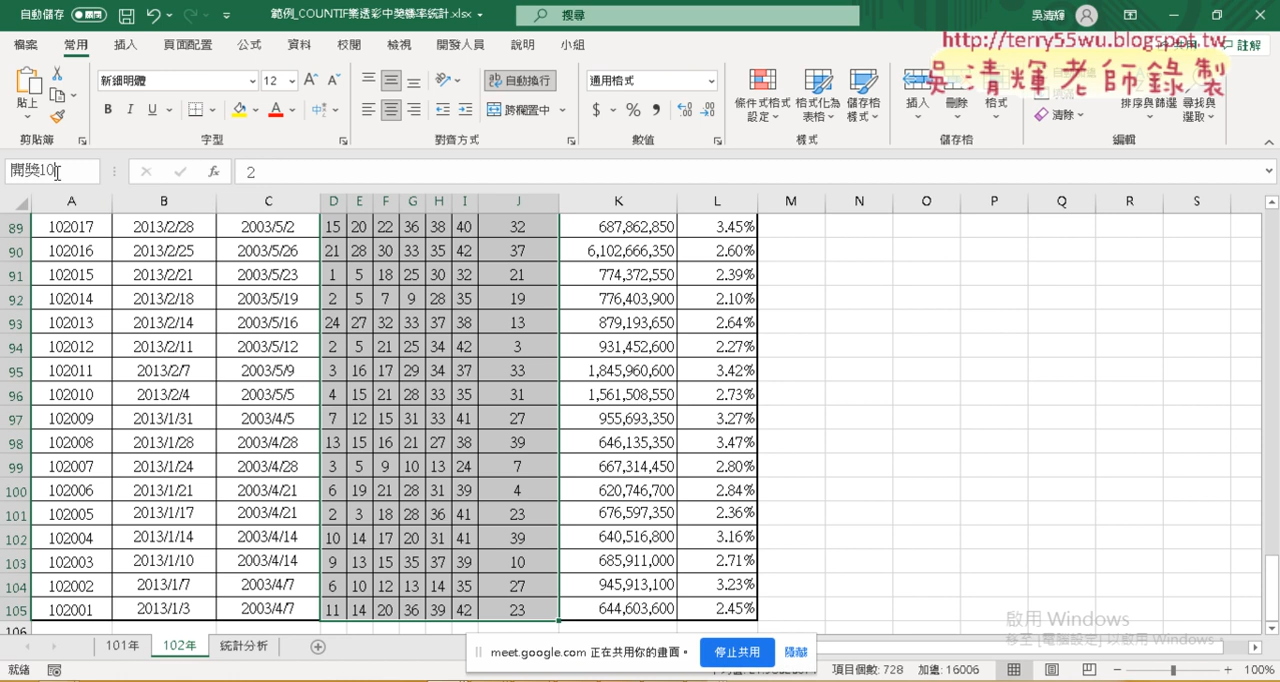 自動儲存 範例_COUNTIF樂透彩中獎機率統計.xlsx 搜尋 吳清輝
檔案 常用 插入 頁面配置 公式 資料 校閱 檢視 開發人員 說明 小組 共用 註解
http://terry55wu.blogspot.tw
吳清輝老師錄製
貼上 新細明體 12 自動換行 通用格式
B I U A 跨欄置中 $ % 條件式格式設定 格式化為表格 儲存格樣式 插入 刪除 格式 清除 排序與篩選 尋找與選取
剪貼簿 字型 對齊方式 數值 樣式 儲存格 編輯
開獎10 fx 2
A B C D E F G H I J K L M N O P Q R S
89 102017 2013/2/28 2003/5/2 15 20 22 36 38 40 32 687,862,850 3.45%
90 102016 2013/2/25 2003/5/26 21 28 30 33 35 42 37 6,102,666,350 2.60%
91 102015 2013/2/21 2003/5/23 1 5 18 25 30 32 21 774,372,550 2.39%
92 102014 2013/2/18 2003/5/19 2 5 7 9 28 35 19 776,403,900 2.10%
93 102013 2013/2/14 2003/5/16 24 27 32 33 37 38 13 879,193,650 2.64%
94 102012 2013/2/11 2003/5/12 2 5 21 25 34 42 3 931,452,600 2.27%
95 102011 2013/2/7 2003/5/9 3 16 17 29 34 37 33 1,845,960,600 3.42%
96 102010 2013/2/4 2003/5/5 4 15 21 28 33 35 31 1,561,508,550 2.73%
97 102009 2013/1/31 2003/4/5 7 12 15 31 33 41 27 955,693,350 3.27%
98 102008 2013/1/28 2003/4/28 13 15 16 21 27 38 39 646,135,350 3.47%
99 102007 2013/1/24 2003/4/28 3 5 9 10 13 24 7 667,314,450 2.80%
100 102006 2013/1/21 2003/4/21 6 19 21 28 31 39 4 620,746,700 2.84%
101 102005 2013/1/17 2003/4/21 2 3 18 28 36 41 23 676,597,350 2.36%
102 102004 2013/1/14 2003/4/14 10 14 17 20 31 41 39 640,516,800 3.16%
103 102003 2013/1/10 2003/4/14 9 13 15 35 37 39 10 685,911,000 2.71%
104 102002 2013/1/7 2003/4/7 6 10 12 13 14 35 27 945,913,100 3.23%
105 102001 2013/1/3 2003/4/7 11 14 20 36 39 42 23 644,603,600 2.45%
106
啟用 Windows
移至 [電腦設定] 以啟用 Windows。
101年 102年 統計分析
meet.google.com 正在共用你的畫面。 停止共用 隱藏
就緒 項目個數: 728 加總: 16006 100%